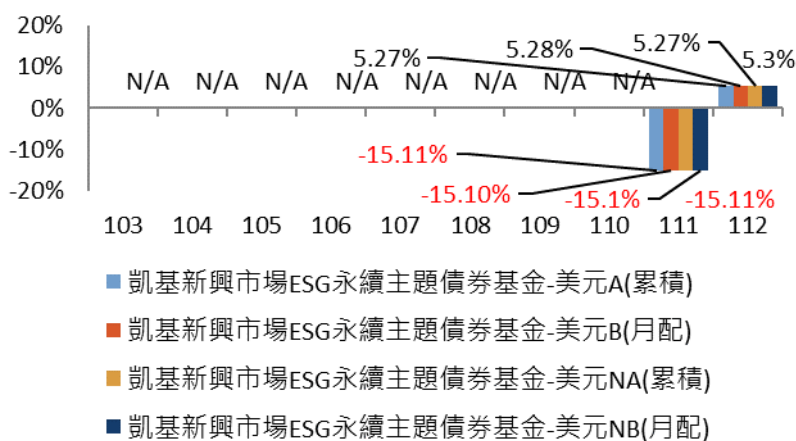 20%
5.27%
5.28%
5.27%
5.3%
10%
N/A N/A N/A N/A N/A N/A N/A N/A
0%
-10%
-15.11%
-20%
-15.10%
-15.1%
-15.11%
103 104 105 106 107 108 109 110 111 112
凱基新興市場ESG永續主題債券基金-美元A(累積)
凱基新興市場ESG永續主題債券基金-美元B(月配)
凱基新興市場ESG永續主題債券基金-美元NA(累積)
凱基新興市場ESG永續主題債券基金-美元NB(月配)